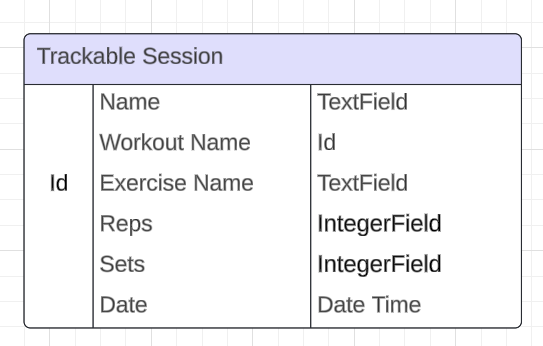 Trackable Session
Name TextField
Workout Name Id
Id Exercise Name TextField
Reps IntegerField
Sets IntegerField
Date Date Time